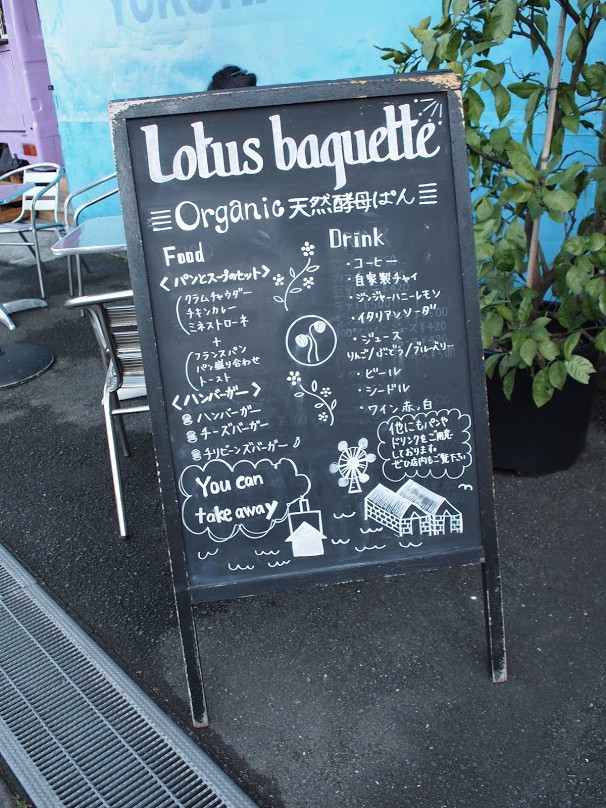 YOKOHA
Lotus baguette
Organic 天然酵母ぱん
Food
<パンとスープのセット>
クラムチャウダー
チキンカレー
ミネストローネ
+
フランスパン
パン盛り合わせ
トースト
<ハンバーガー>
ハンバーガー
チーズバーガー
チリビーンズバーガー
You can
take away
Drink
・コーヒー
・自家製チャイ
・ジンジャーハニーレモン
・イタリアンソーダ
・ジュース
りんご/ぶどう/ブルーベリー
・ビール
・シードル
・ワイン 赤、白
他にもパンや
ドリンクをご用意
しております。
ぜひ店内もご覧下さい